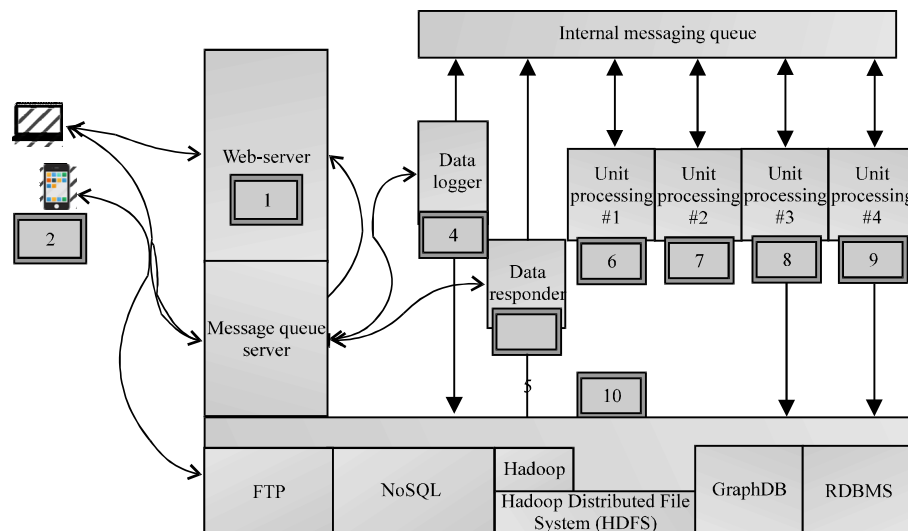 Internal messaging queue
Web-server
1
2
Data
logger
4
Unit
processing
#1
6
Unit
processing
#2
7
Unit
processing
#3
8
Unit
processing
#4
9
Data
responder
5
Message queue
server
10
FTP
NoSQL
Hadoop
Hadoop Distributed File
System (HDFS)
GraphDB
RDBMS